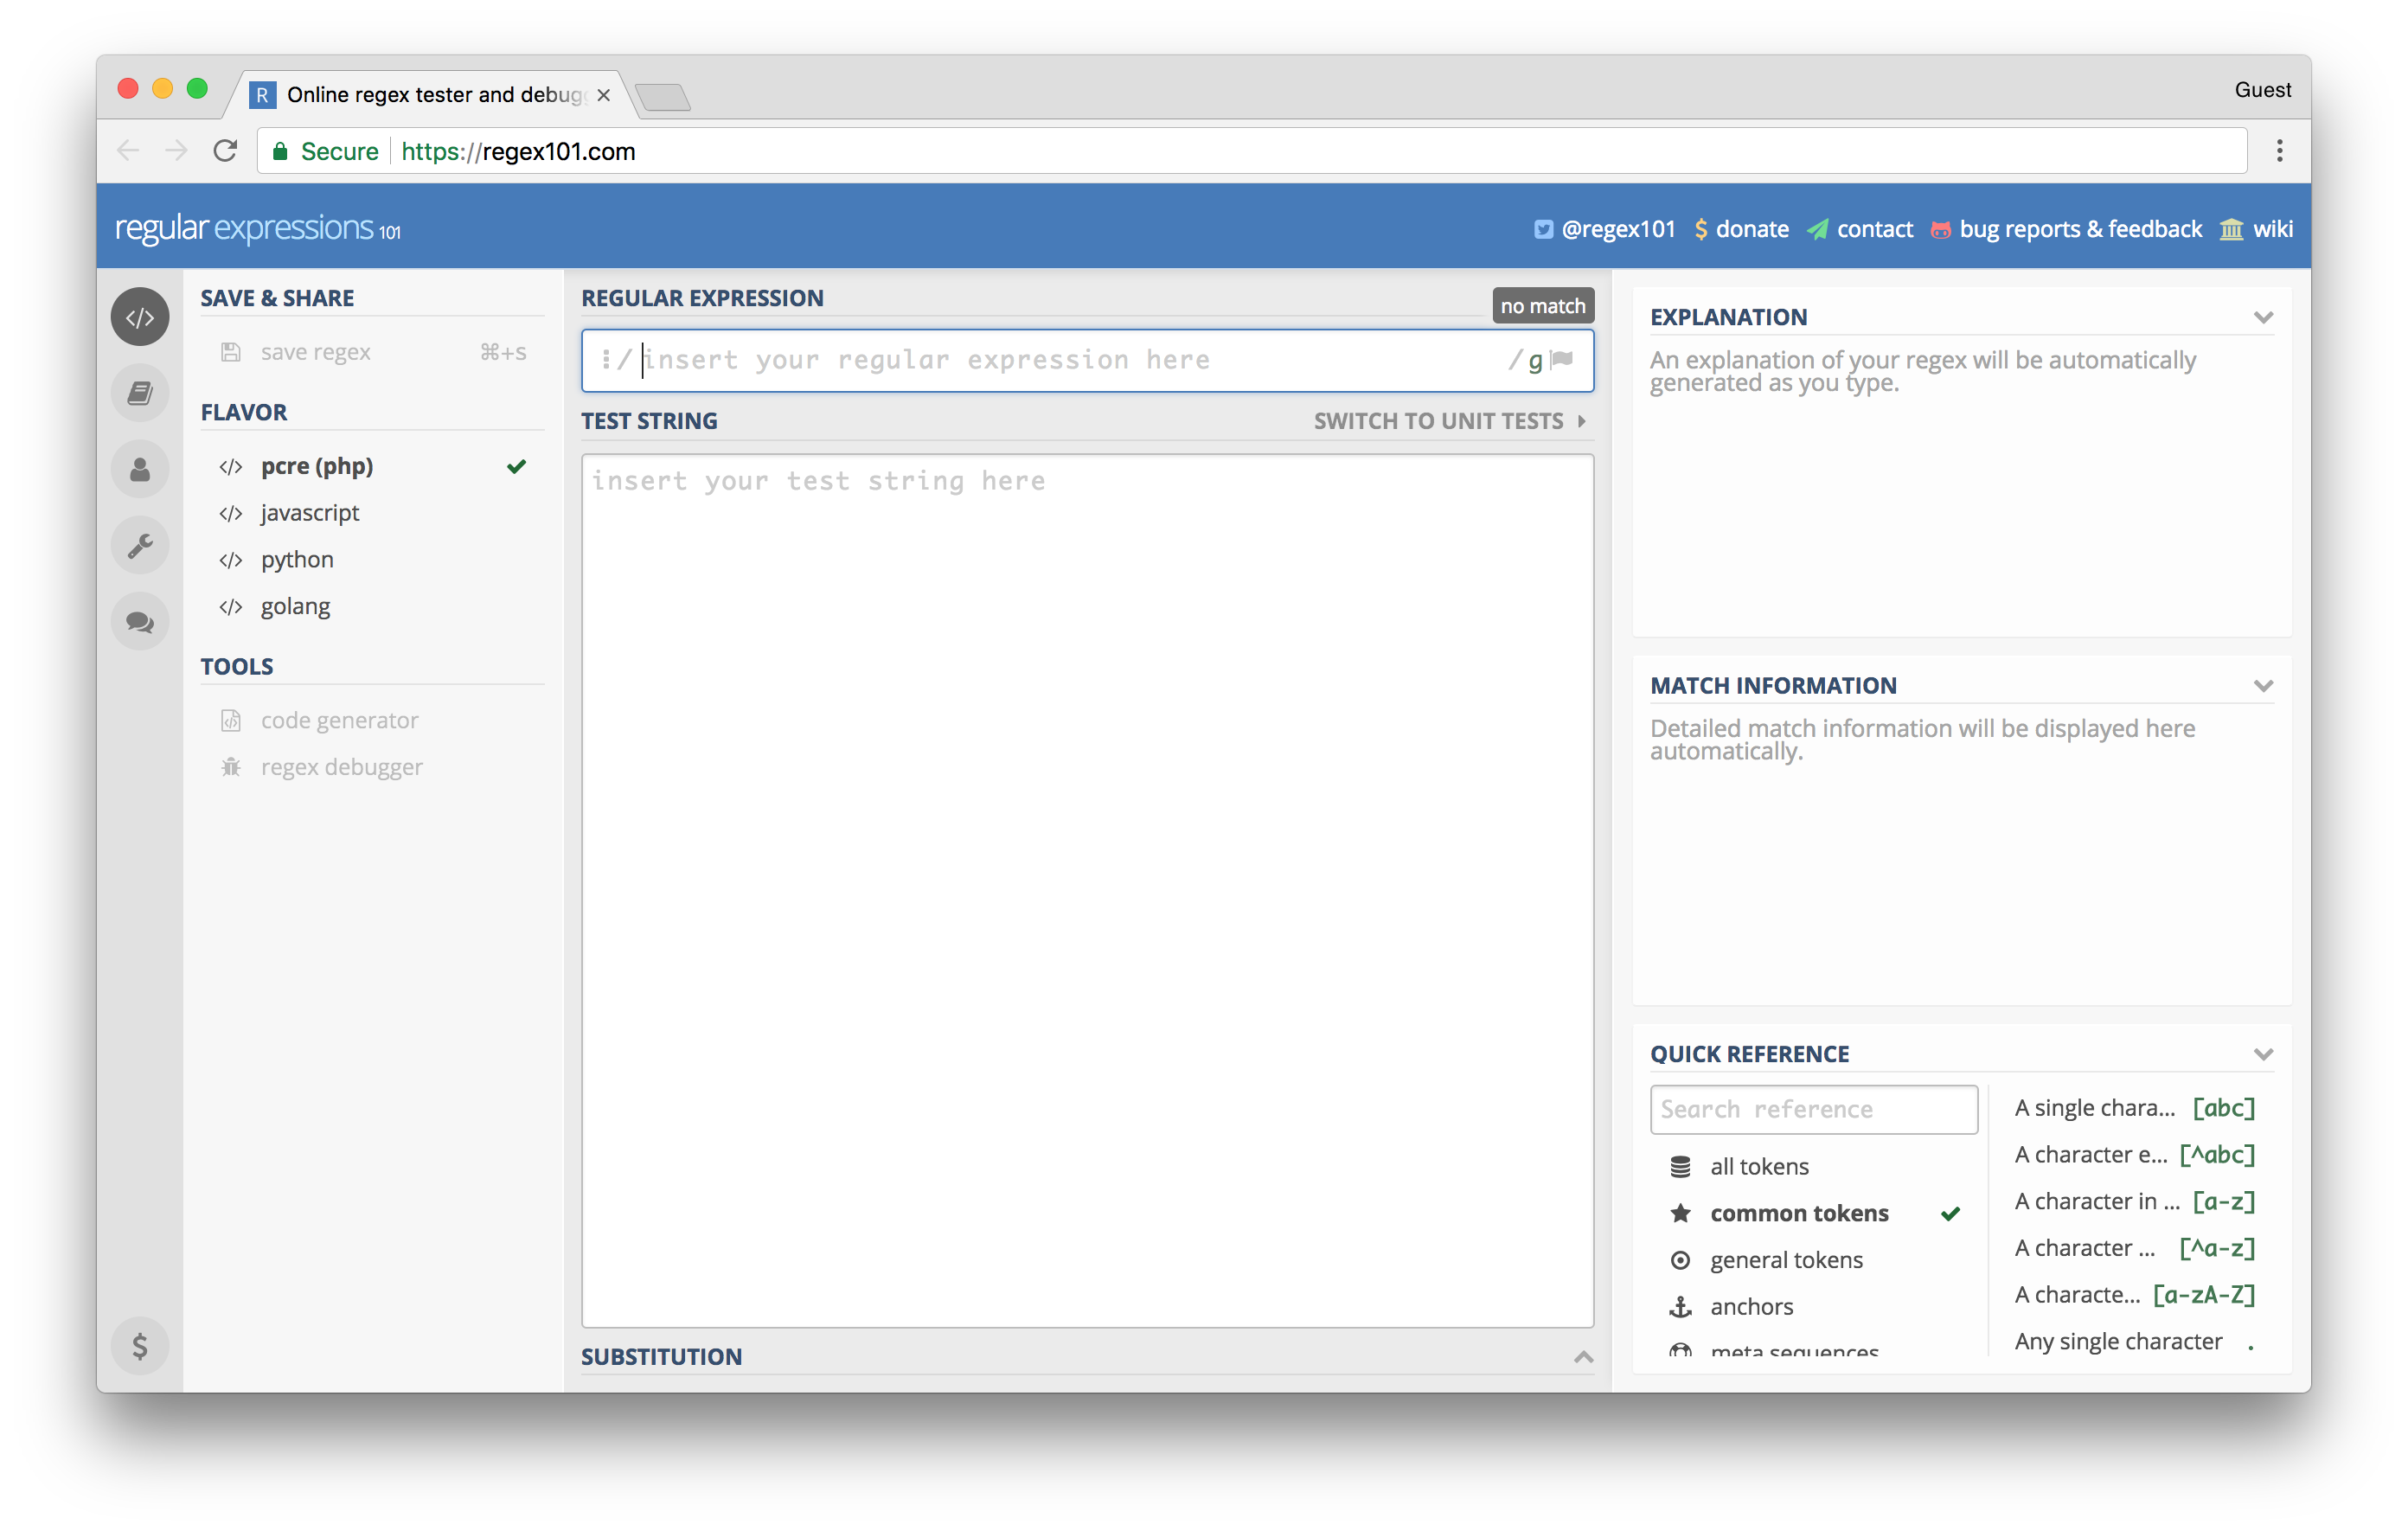 Online regex tester and debug
Guest
Secure
https://regex101.com
regular expressions 101
@regex101
donate
contact
bug reports & feedback
wiki
SAVE & SHARE
save regex ⌘+s
FLAVOR
pcre (php)
javascript
python
golang
TOOLS
code generator
regex debugger
REGULAR EXPRESSION
no match
/ insert your regular expression here / g
TEST STRING
SWITCH TO UNIT TESTS
insert your test string here
SUBSTITUTION
EXPLANATION
An explanation of your regex will be automatically
generated as you type.
MATCH INFORMATION
Detailed match information will be displayed here
automatically.
QUICK REFERENCE
Search reference
all tokens
common tokens
general tokens
anchors
meta sequences
A single chara... [abc]
A character e... [^abc]
A character in ... [a-z]
A character ... [^a-z]
A characte... [a-zA-Z]
Any single character .